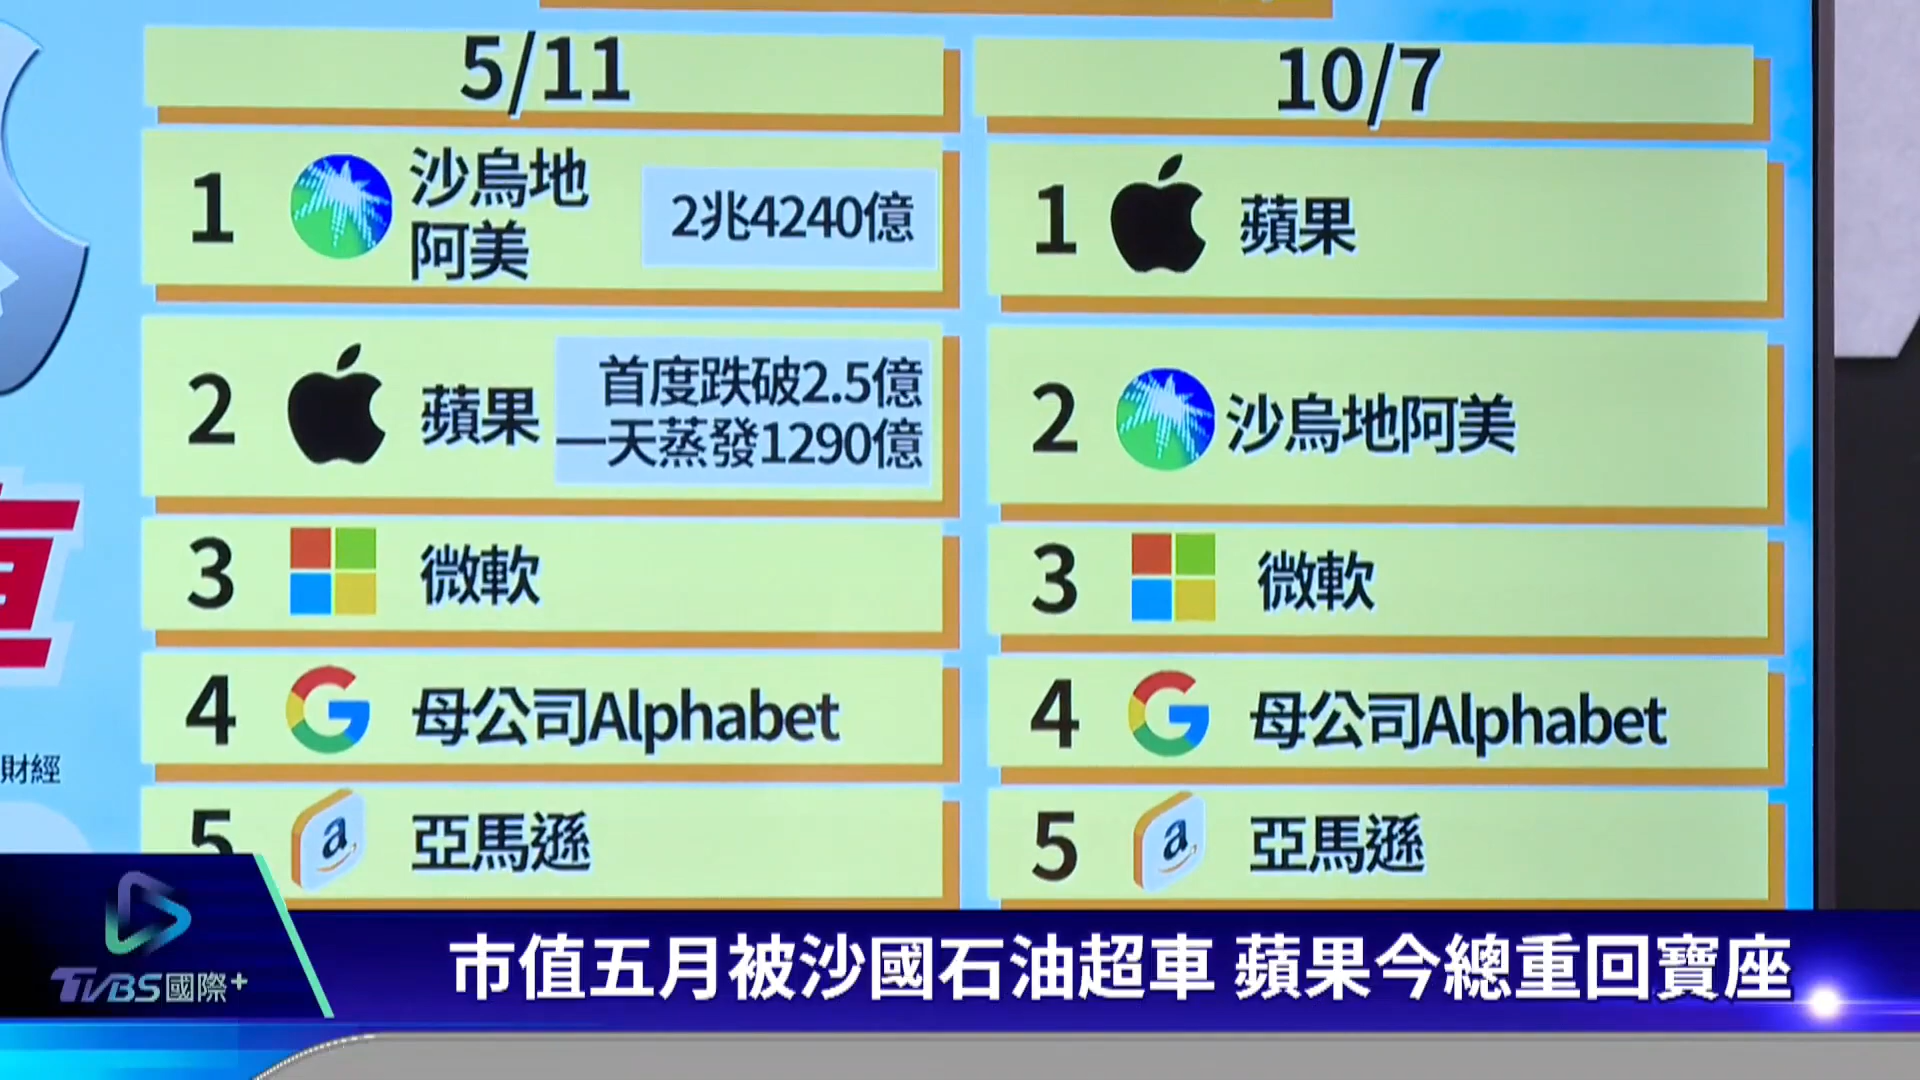 5/11
1 沙烏地
阿美
2兆4240億
2 蘋果
首度跌破2.5億
一天蒸發1290億
3 微軟
4 母公司Alphabet
5 亞馬遜
10/7
1 蘋果
2 沙烏地阿美
3 微軟
4 母公司Alphabet
5 亞馬遜
財經
TVBS國際+
市值五月被沙國石油超車 蘋果今總重回寶座